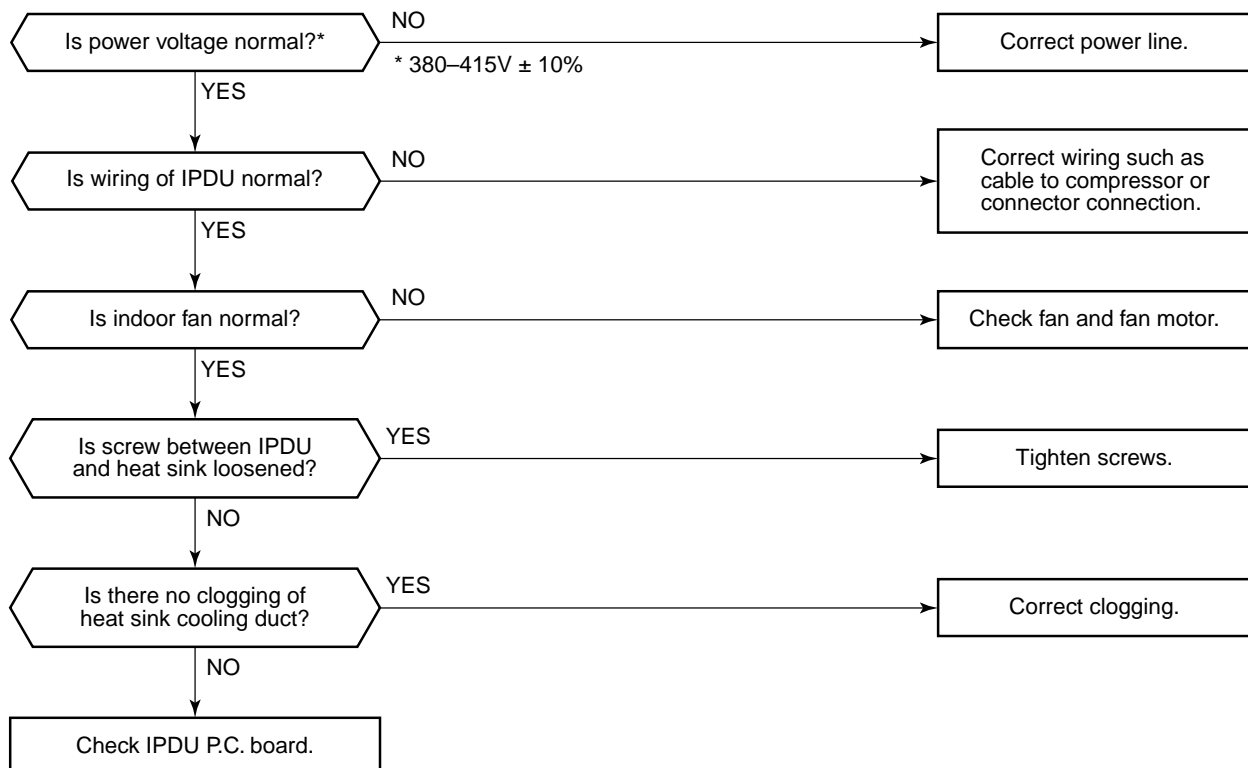 Is power voltage normal?*
NO
* 380–415V ± 10%
Correct power line.
YES
Is wiring of IPDU normal?
NO
Correct wiring such as
cable to compressor or
connector connection.
YES
Is indoor fan normal?
NO
Check fan and fan motor.
YES
Is screw between IPDU
and heat sink loosened?
YES
Tighten screws.
NO
Is there no clogging of
heat sink cooling duct?
YES
Correct clogging.
NO
Check IPDU P.C. board.